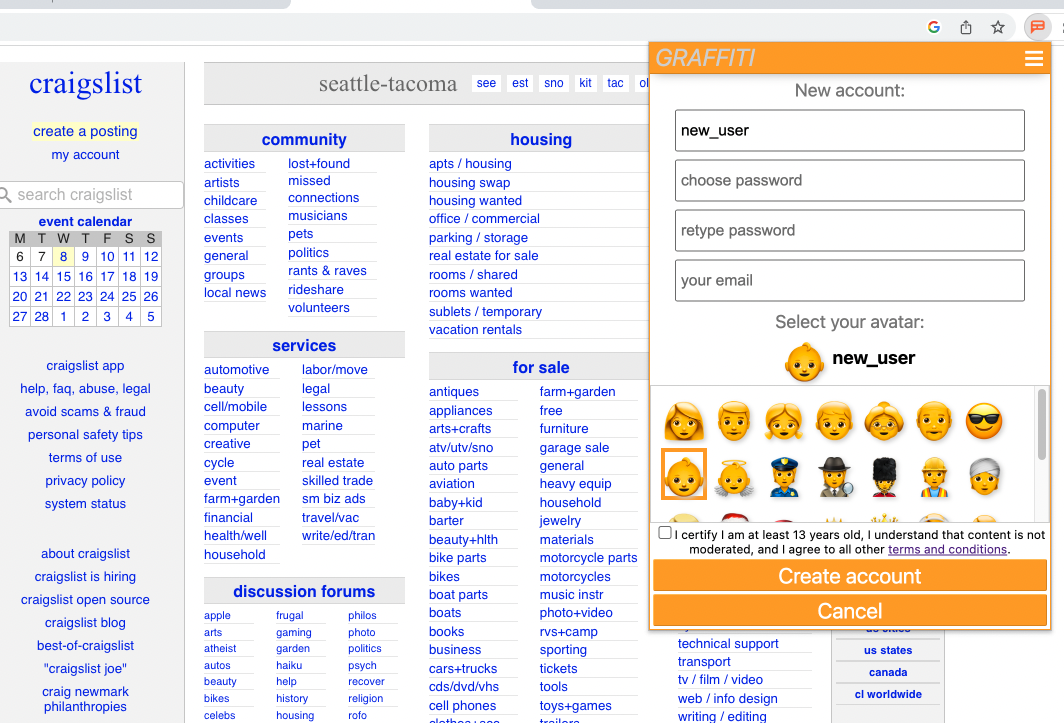 craigslist
create a posting
my account
search craigslist
event calendar
M T W T F S S
6 7 8 9 10 11 12
13 14 15 16 17 18 19
20 21 22 23 24 25 26
27 28 1 2 3 4 5
craigslist app
help, faq, abuse, legal
avoid scams & fraud
personal safety tips
terms of use
privacy policy
system status
about craigslist
craigslist is hiring
craigslist open source
craigslist blog
best-of-craigslist
"craigslist joe"
craig newmark
philanthropies
seattle-tacoma see est sno kit tac
community
activities
artists
childcare
classes
events
general
groups
local news
lost+found
missed
connections
musicians
pets
politics
rants & raves
rideshare
volunteers
services
automotive
beauty
cell/mobile
computer
creative
cycle
event
farm+garden
financial
health/well
household
labor/move
legal
lessons
marine
pet
real estate
skilled trade
sm biz ads
travel/vac
write/ed/tran
discussion forums
apple
arts
atheist
autos
beauty
bikes
celebs
frugal
gaming
garden
haiku
help
history
housing
philos
photo
politics
psych
recover
religion
rofo
housing
apts / housing
housing swap
housing wanted
office / commercial
parking / storage
real estate for sale
rooms / shared
rooms wanted
sublets / temporary
vacation rentals
for sale
antiques
appliances
arts+crafts
atv/utv/sno
auto parts
aviation
baby+kid
barter
beauty+hlth
bike parts
bikes
boat parts
boats
books
business
cars+trucks
cds/dvd/vhs
cell phones
farm+garden
free
furniture
garage sale
general
heavy equip
household
jewelry
materials
motorcycle parts
motorcycles
music instr
photo+video
rvs+camp
sporting
tickets
tools
toys+games
technical support
transport
tv / film / video
web / info design
writing / editing
us cities
us states
canada
cl worldwide
GRAFFITI
New account:
new_user
choose password
retype password
your email
Select your avatar:
new_user
I certify I am at least 13 years old, I understand that content is not
moderated, and I agree to all other terms and conditions.
Create account
Cancel